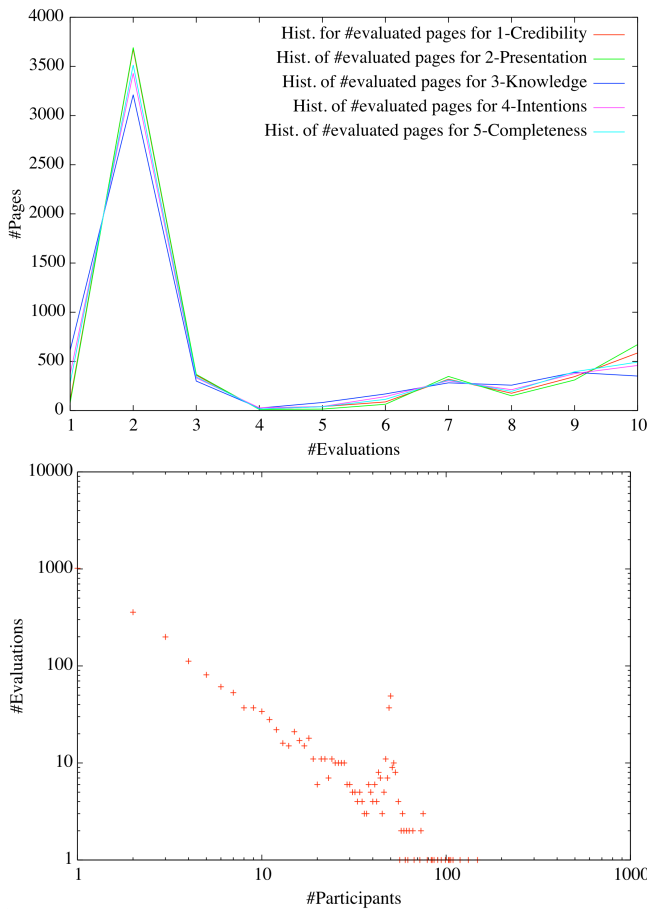 4000
3500
3000
2500
2000
1500
1000
500
0
#Pages
Hist. for #evaluated pages for 1-Credibility
Hist. of #evaluated pages for 2-Presentation
Hist. of #evaluated pages for 3-Knowledge
Hist. of #evaluated pages for 4-Intentions
Hist. of #evaluated pages for 5-Completeness
1 2 3 4 5 6 7 8 9 10
#Evaluations
10000
1000
100
10
1
#Evaluations
1 10 100 1000
#Participants